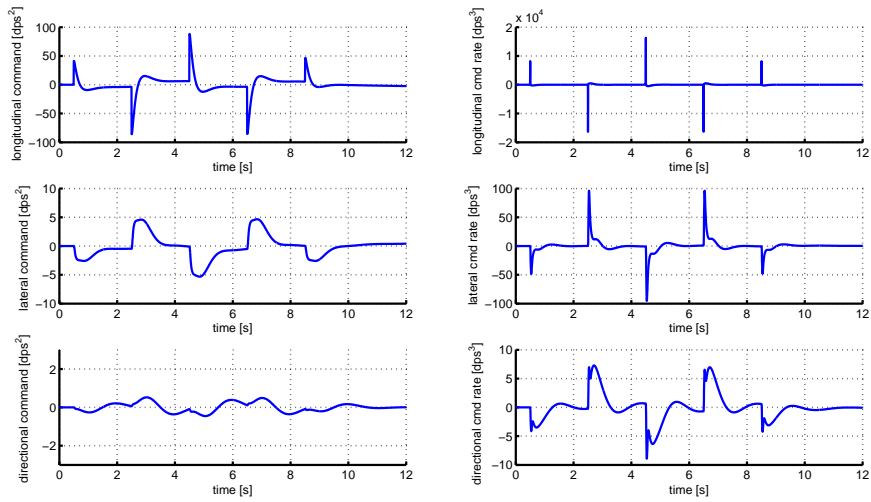 longitudinal command [dps²]
100
50
0
−50
−100
0 2 4 6 8 10 12
time [s]
longitudinal cmd rate [dps³]
x 10⁴
2
1
0
−1
−2
0 2 4 6 8 10 12
time [s]
lateral command [dps²]
10
5
0
−5
−10
0 2 4 6 8 10 12
time [s]
lateral cmd rate [dps³]
100
50
0
−50
−100
0 2 4 6 8 10 12
time [s]
directional command [dps²]
2
0
−2
0 2 4 6 8 10 12
time [s]
directional cmd rate [dps³]
10
5
0
−5
−10
0 2 4 6 8 10 12
time [s]